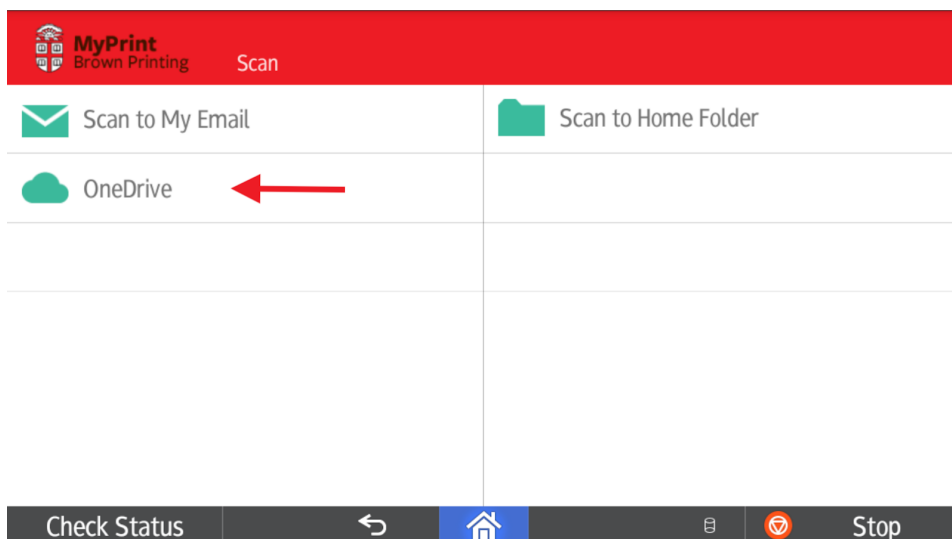 MyPrint
Brown Printing
Scan
Scan to My Email
Scan to Home Folder
OneDrive
Check Status
Stop